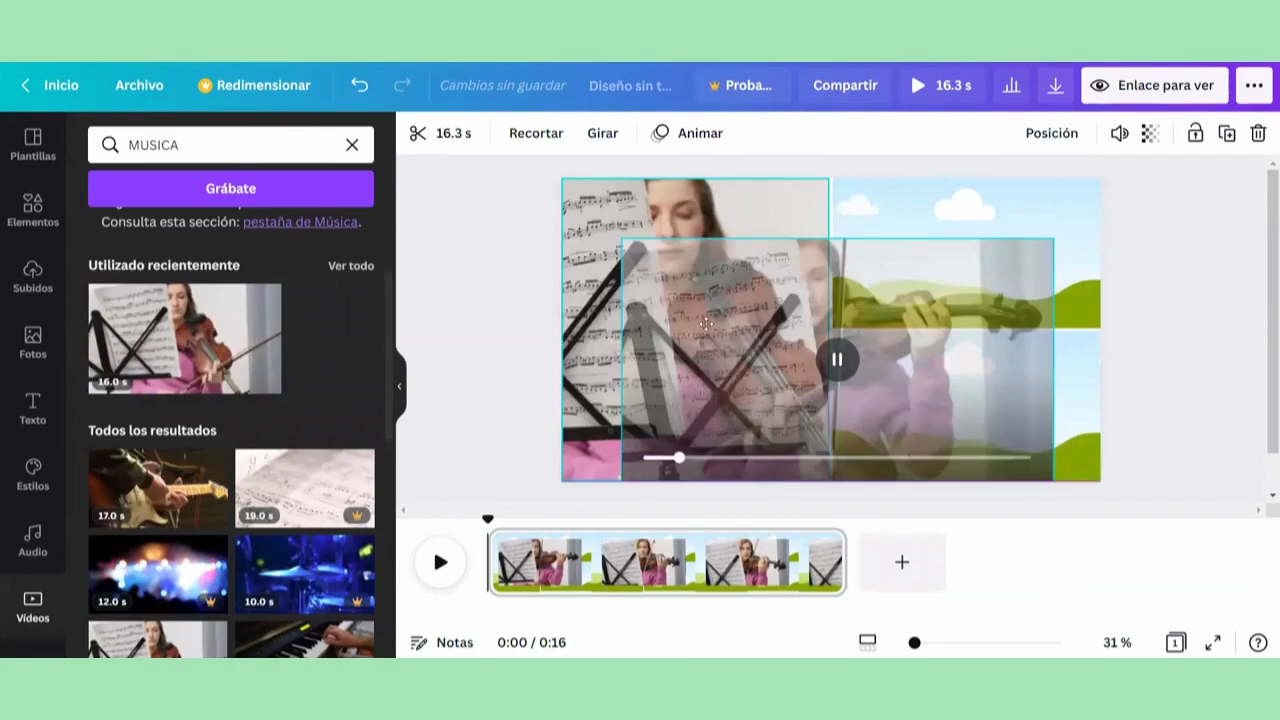 Inicio Archivo Redimensionar Cambios sin guardar Diseño sin t... Proba... Compartir 16.3 s Enlace para ver
Plantillas
Elementos
Subidos
Fotos
Texto
Estilos
Audio
Vídeos
MUSICA
Grábate
Consulta esta sección: pestaña de Música.
Utilizado recientemente Ver todo
16.0 s
Todos los resultados
17.0 s 19.0 s
12.0 s 10.0 s
16.3 s Recortar Girar Animar Posición
Notas 0:00 / 0:16 31 % 1